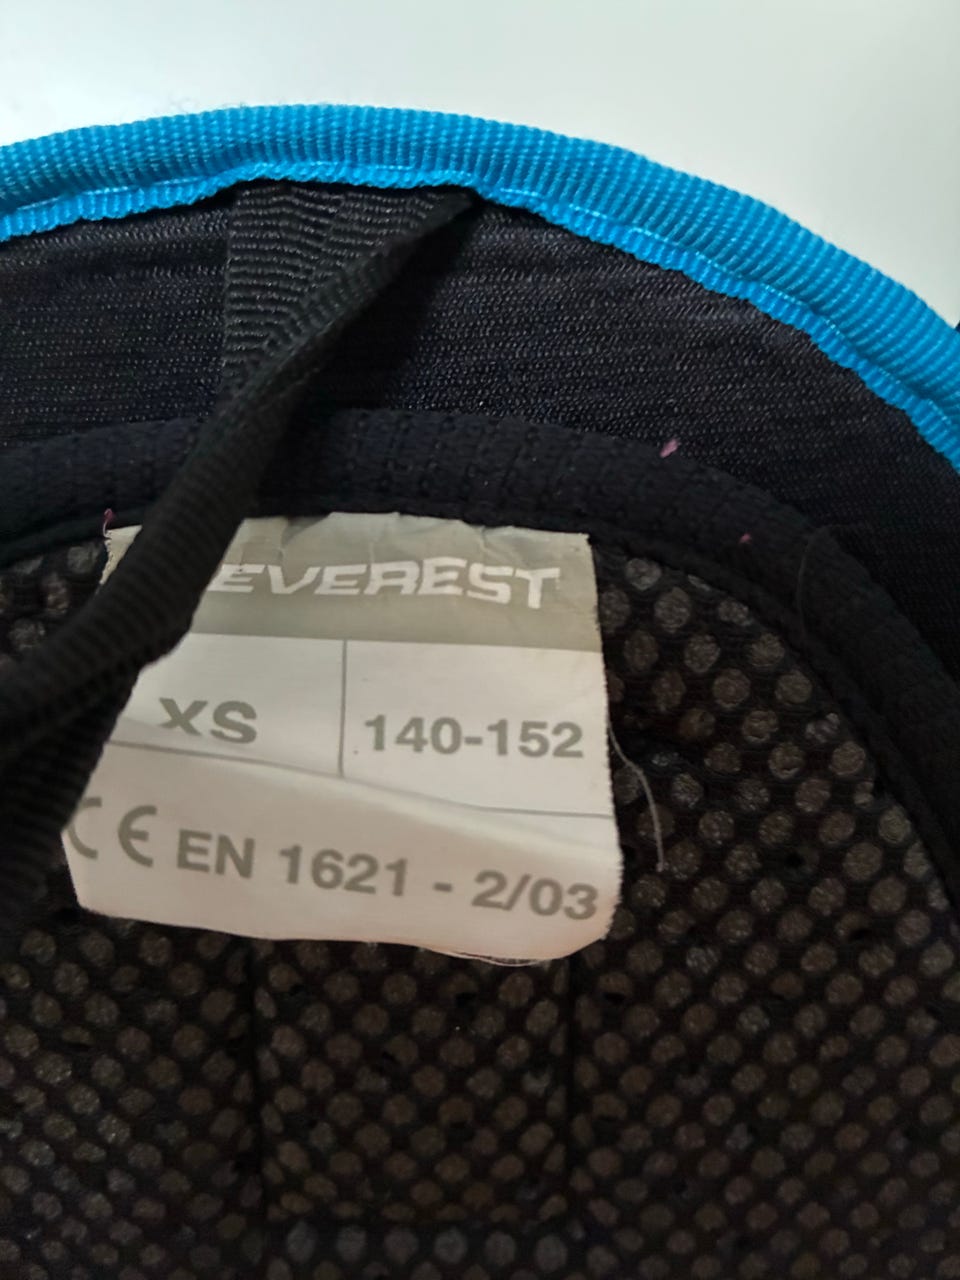 EVEREST
XS 140-152
CE EN 1621 - 2/03